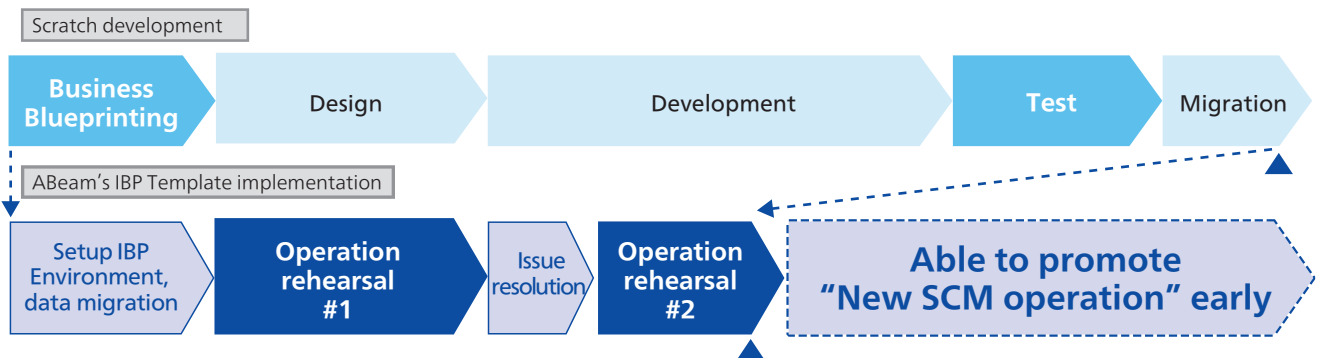 Scratch development
Business
Blueprinting
Design
Development
Test
Migration
ABeam's IBP Template implementation
Setup IBP
Environment,
data migration
Operation
rehearsal
#1
Issue
resolution
Operation
rehearsal
#2
Able to promote
“New SCM operation” early